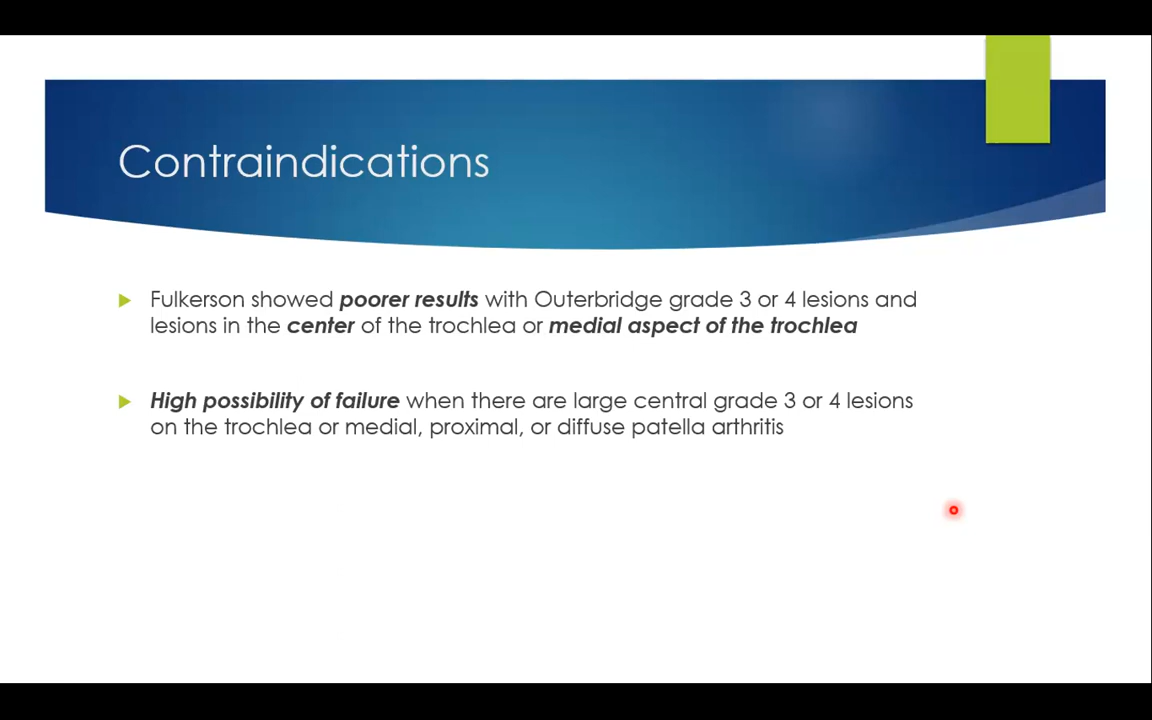 Contraindications
Fulkerson showed poorer results with Outerbridge grade 3 or 4 lesions and
lesions in the center of the trochlea or medial aspect of the trochlea
High possibility of failure when there are large central grade 3 or 4 lesions
on the trochlea or medial, proximal, or diffuse patella arthritis